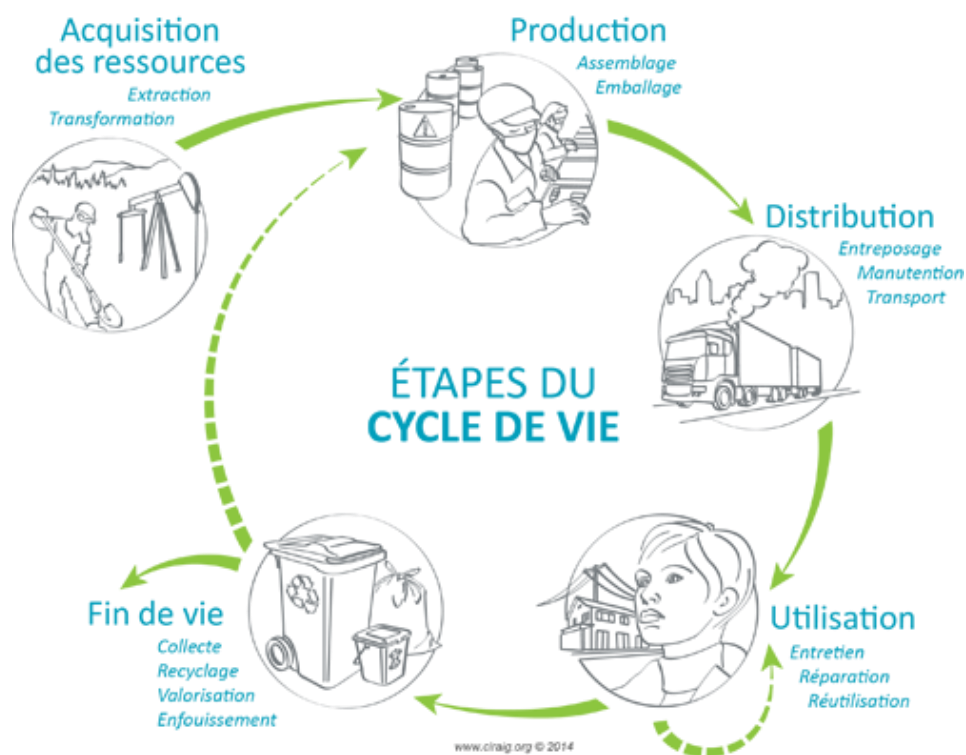 Acquisition
des ressources
Extraction
Transformation
Production
Assemblage
Emballage
Distribution
Entreposage
Manutention
Transport
ÉTAPES DU
CYCLE DE VIE
Utilisation
Entretien
Réparation
Réutilisation
Fin de vie
Collecte
Recyclage
Valorisation
Enfouissement
www.ciraig.org © 2014